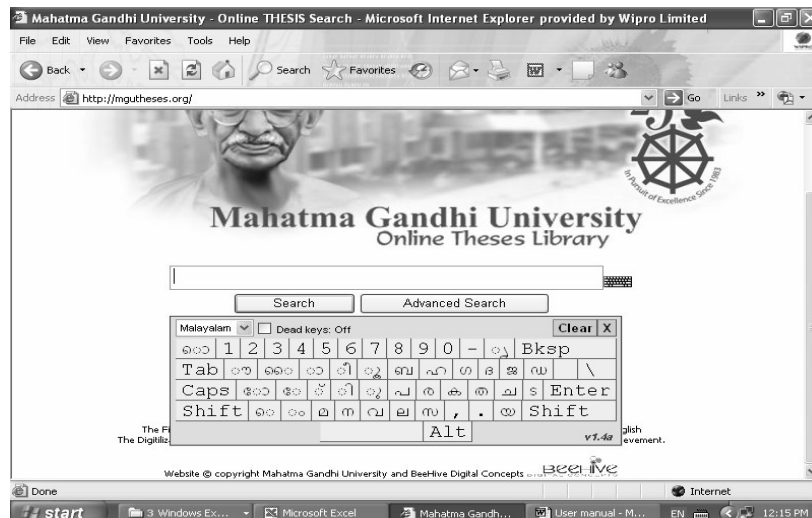 Mahatma Gandhi University - Online THESIS Search - Microsoft Internet Explorer provided by Wipro Limited
File Edit View Favorites Tools Help
Back Search Favorites
Address http://mgutheses.org/ Go Links »
In Pursuit of Excellence Since 1983
Mahatma Gandhi University
Online Theses Library
Search Advanced Search
Malayalam Dead keys: Off Clear X
1 2 3 4 5 6 7 8 9 0 - Bksp
Tab \
Caps Enter
Shift , . Shift
Alt v1.4a
The Fi glish
The Digitiliz evement.
Website © copyright Mahatma Gandhi University and BeeHive Digital Concepts BEEHIVE
Done Internet
start 3 Windows Ex... Microsoft Excel Mahatma Gandh... User manual - M... EN 12:15 PM